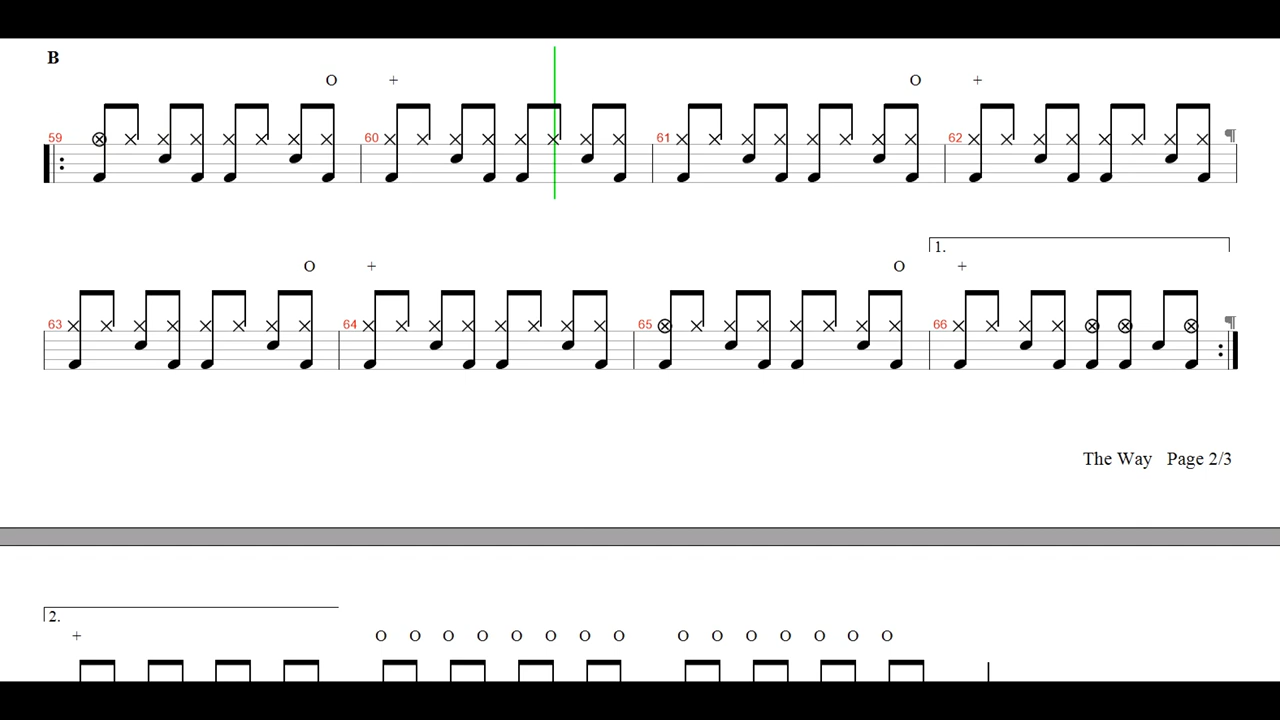 B
O + O +
59 60 61 62 ¶
1.
O + O +
63 64 65 66 ¶
The Way Page 2/3
2.
+ O O O O O O O O O O O O O O O